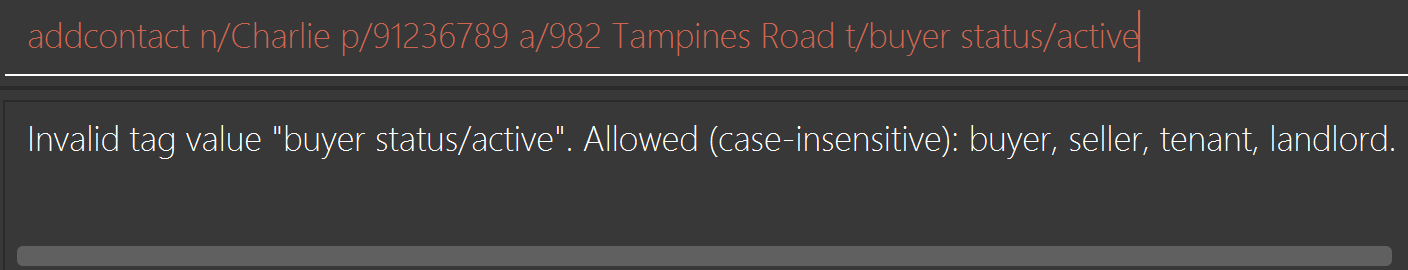 addcontact n/Charlie p/91236789 a/982 Tampines Road t/buyer status/active
Invalid tag value "buyer status/active". Allowed (case-insensitive): buyer, seller, tenant, landlord.